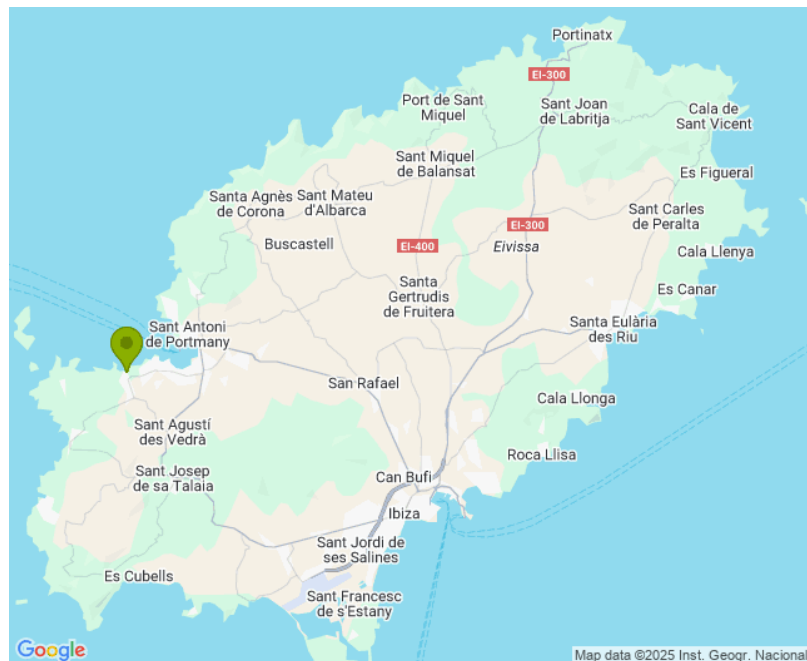 Portinatx
EI-300
Port de Sant
Miquel
Sant Joan
de Labritja
Cala de
Sant Vicent
Sant Miquel
de Balansat
Es Figueral
Santa Agnès
de Corona
Sant Mateu
d'Albarca
Sant Carles
de Peralta
EI-300
Buscastell
EI-400
Eivissa
Cala Llenya
Santa
Gertrudis
de Fruitera
Es Canar
Sant Antoni
de Portmany
Santa Eulària
des Riu
San Rafael
Cala Llonga
Sant Agustí
des Vedrà
Roca Llisa
Sant Josep
de sa Talaia
Can Bufi
Ibiza
Sant Jordi de
ses Salines
Es Cubells
Sant Francesc
de s'Estany
Google
Map data ©2025 Inst. Geogr. Nacional